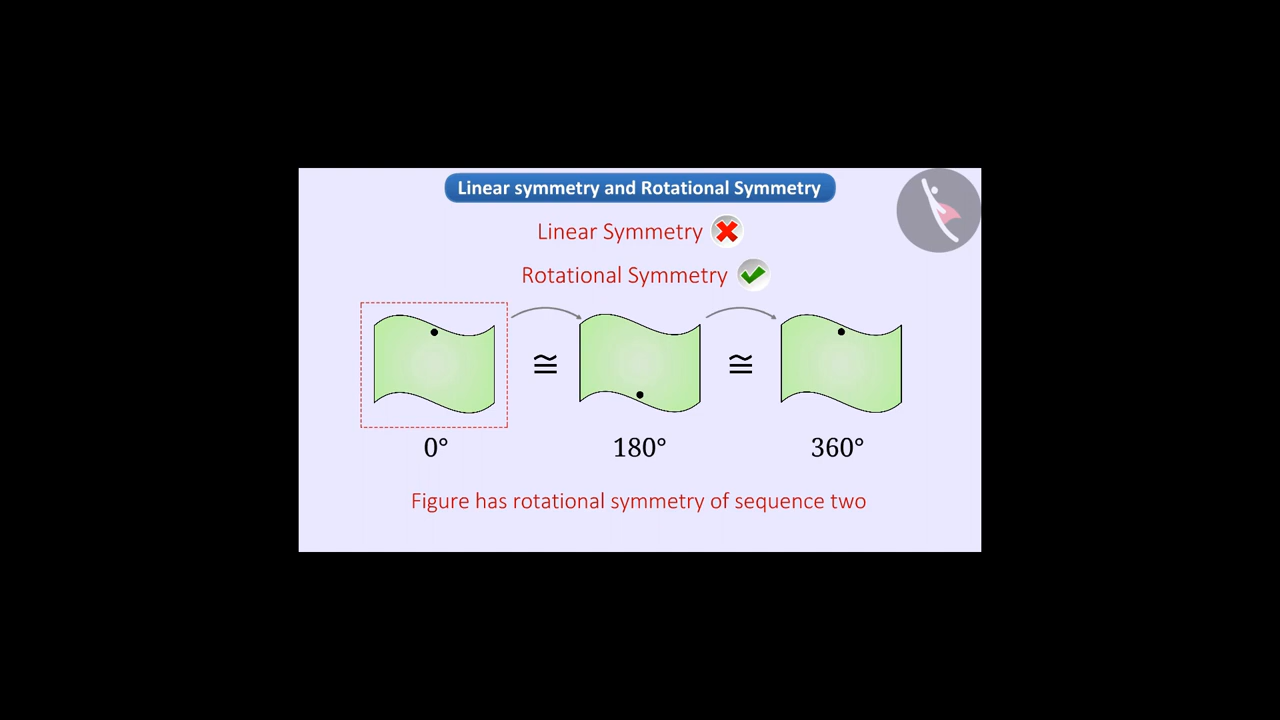 Linear symmetry and Rotational Symmetry
Linear Symmetry
Rotational Symmetry
≅ ≅
0° 180° 360°
Figure has rotational symmetry of sequence two